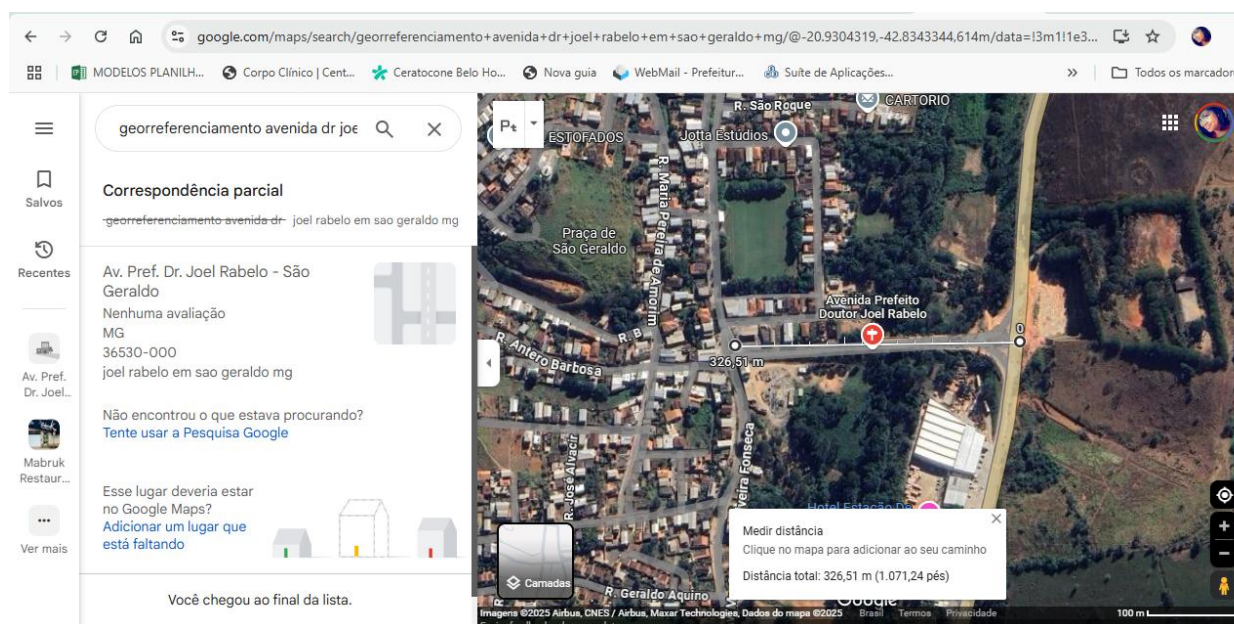 google.com/maps/search/georreferenciamento+avenida+dr+joel+rabelo+em+sao+geraldo+mg/@-20.9304319,-42.8343344,614m/data=!3m1!1e3...
MODELOS PLANILH...
Corpo Clínico | Cent...
Ceratocone Belo Ho...
Nova guia
WebMail - Prefeitur...
Suíte de Aplicações...
»
Todos os marcador
georreferenciamento avenida dr joe
Salvos
Recentes
Av. Pref.
Dr. Joel...
Mabruk
Restaur...
Ver mais
Correspondência parcial
georreferenciamento avenida dr joel rabelo em sao geraldo mg
Av. Pref. Dr. Joel Rabelo - São
Geraldo
Nenhuma avaliação
MG
36530-000
joel rabelo em sao geraldo mg
Não encontrou o que estava procurando?
Tente usar a Pesquisa Google
Esse lugar deveria estar
no Google Maps?
Adicionar um lugar que
está faltando
Você chegou ao final da lista.
R. São Roque
CARTORIO
ESTOFADOS
Jotta Estúdios
R. Maria Pereira de Amorim
Praça de
São Geraldo
Avenida Prefeito
Doutor Joel Rabelo
0
R. B
R. Antero Barbosa
326,51 m
R. José Alvacir
veira Fonseca
Hotel Estação De
Medir distância
Clique no mapa para adicionar ao seu caminho
Distância total: 326,51 m (1.071,24 pés)
Camadas
R. Geraldo Aquino
Google
Imagens ©2025 Airbus, CNES / Airbus, Maxar Technologies, Dados do mapa ©2025
Brasil
Termos
Privacidade
100 m